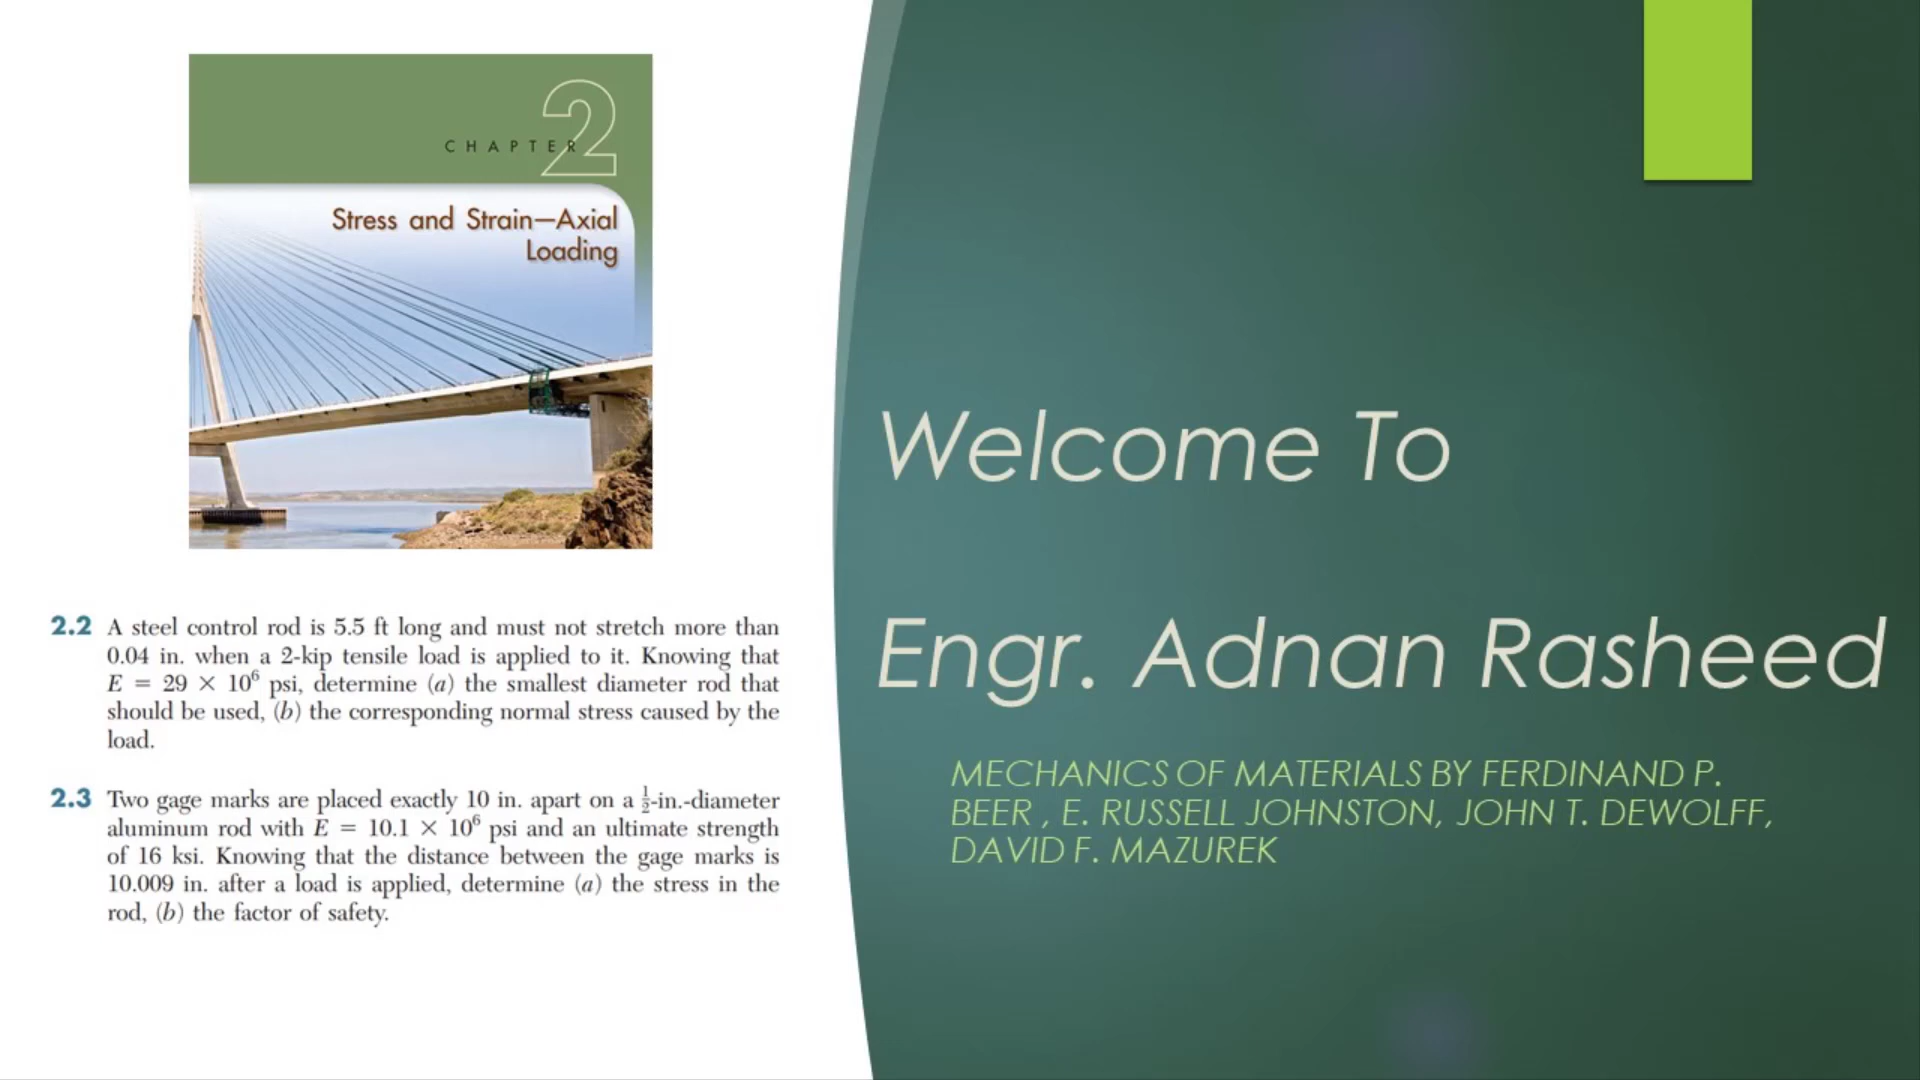 CHAPTER 2
Stress and Strain—Axial
Loading
2.2 A steel control rod is 5.5 ft long and must not stretch more than
0.04 in. when a 2-kip tensile load is applied to it. Knowing that
E = 29 × 10⁶ psi, determine (a) the smallest diameter rod that
should be used, (b) the corresponding normal stress caused by the
load.
2.3 Two gage marks are placed exactly 10 in. apart on a ½-in.-diameter
aluminum rod with E = 10.1 × 10⁶ psi and an ultimate strength
of 16 ksi. Knowing that the distance between the gage marks is
10.009 in. after a load is applied, determine (a) the stress in the
rod, (b) the factor of safety.
Welcome To
Engr. Adnan Rasheed
MECHANICS OF MATERIALS BY FERDINAND P.
BEER , E. RUSSELL JOHNSTON, JOHN T. DEWOLFF,
DAVID F. MAZUREK